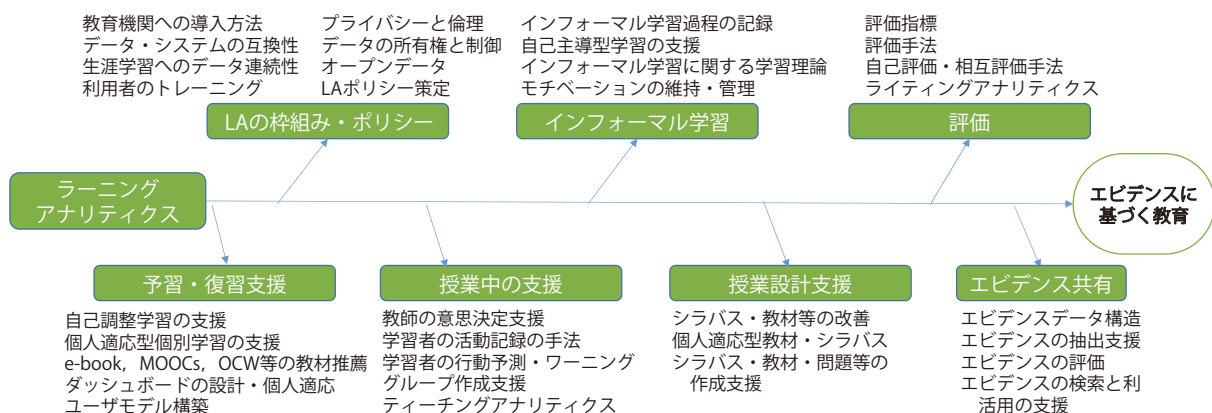 教育機関への導入方法
データ・システムの互換性
生涯学習へのデータ連続性
利用者のトレーニング
プライバシーと倫理
データの所有権と制御
オープンデータ
LAポリシー策定
LAの枠組み・ポリシー
インフォーマル学習過程の記録
自己主導型学習の支援
インフォーマル学習に関する学習理論
モチベーションの維持・管理
インフォーマル学習
評価指標
評価手法
自己評価・相互評価手法
ライティングアナリティクス
評価
ラーニング
アナリティクス
エビデンスに
基づく教育
予習・復習支援
自己調整学習の支援
個人適応型個別学習の支援
e-book, MOOCs, OCW等の教材推薦
ダッシュボードの設計・個人適応
ユーザモデル構築
授業中の支援
教師の意思決定支援
学習者の活動記録の手法
学習者の行動予測・ワーニング
グループ作成支援
ティーチングアナリティクス
授業設計支援
シラバス・教材等の改善
個人適応型教材・シラバス
シラバス・教材・問題等の
作成支援
エビデンス共有
エビデンスデータ構造
エビデンスの抽出支援
エビデンスの評価
エビデンスの検索と利
活用の支援